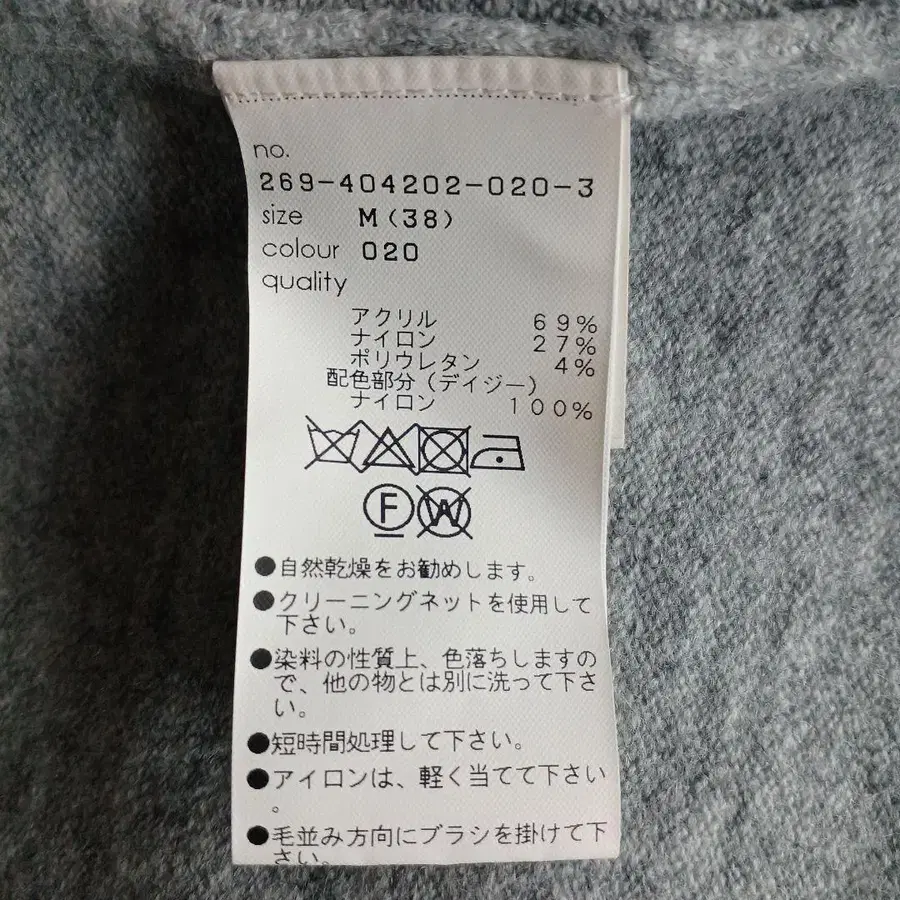 no.
269-404202-020-3
size M(38)
colour 020
quality
アクリル 69%
ナイロン 27%
ポリウレタン 4%
配色部分(デイジー)
ナイロン 100%
F W
●自然乾燥をお勧めします。
●クリーニングネットを使用して
下さい。
●染料の性質上、色落ちしますの
で、他の物とは別に洗って下さ
い。
●短時間処理して下さい。
●アイロンは、軽く当てて下さい
。
●毛並み方向にブラシを掛けて下
さい。